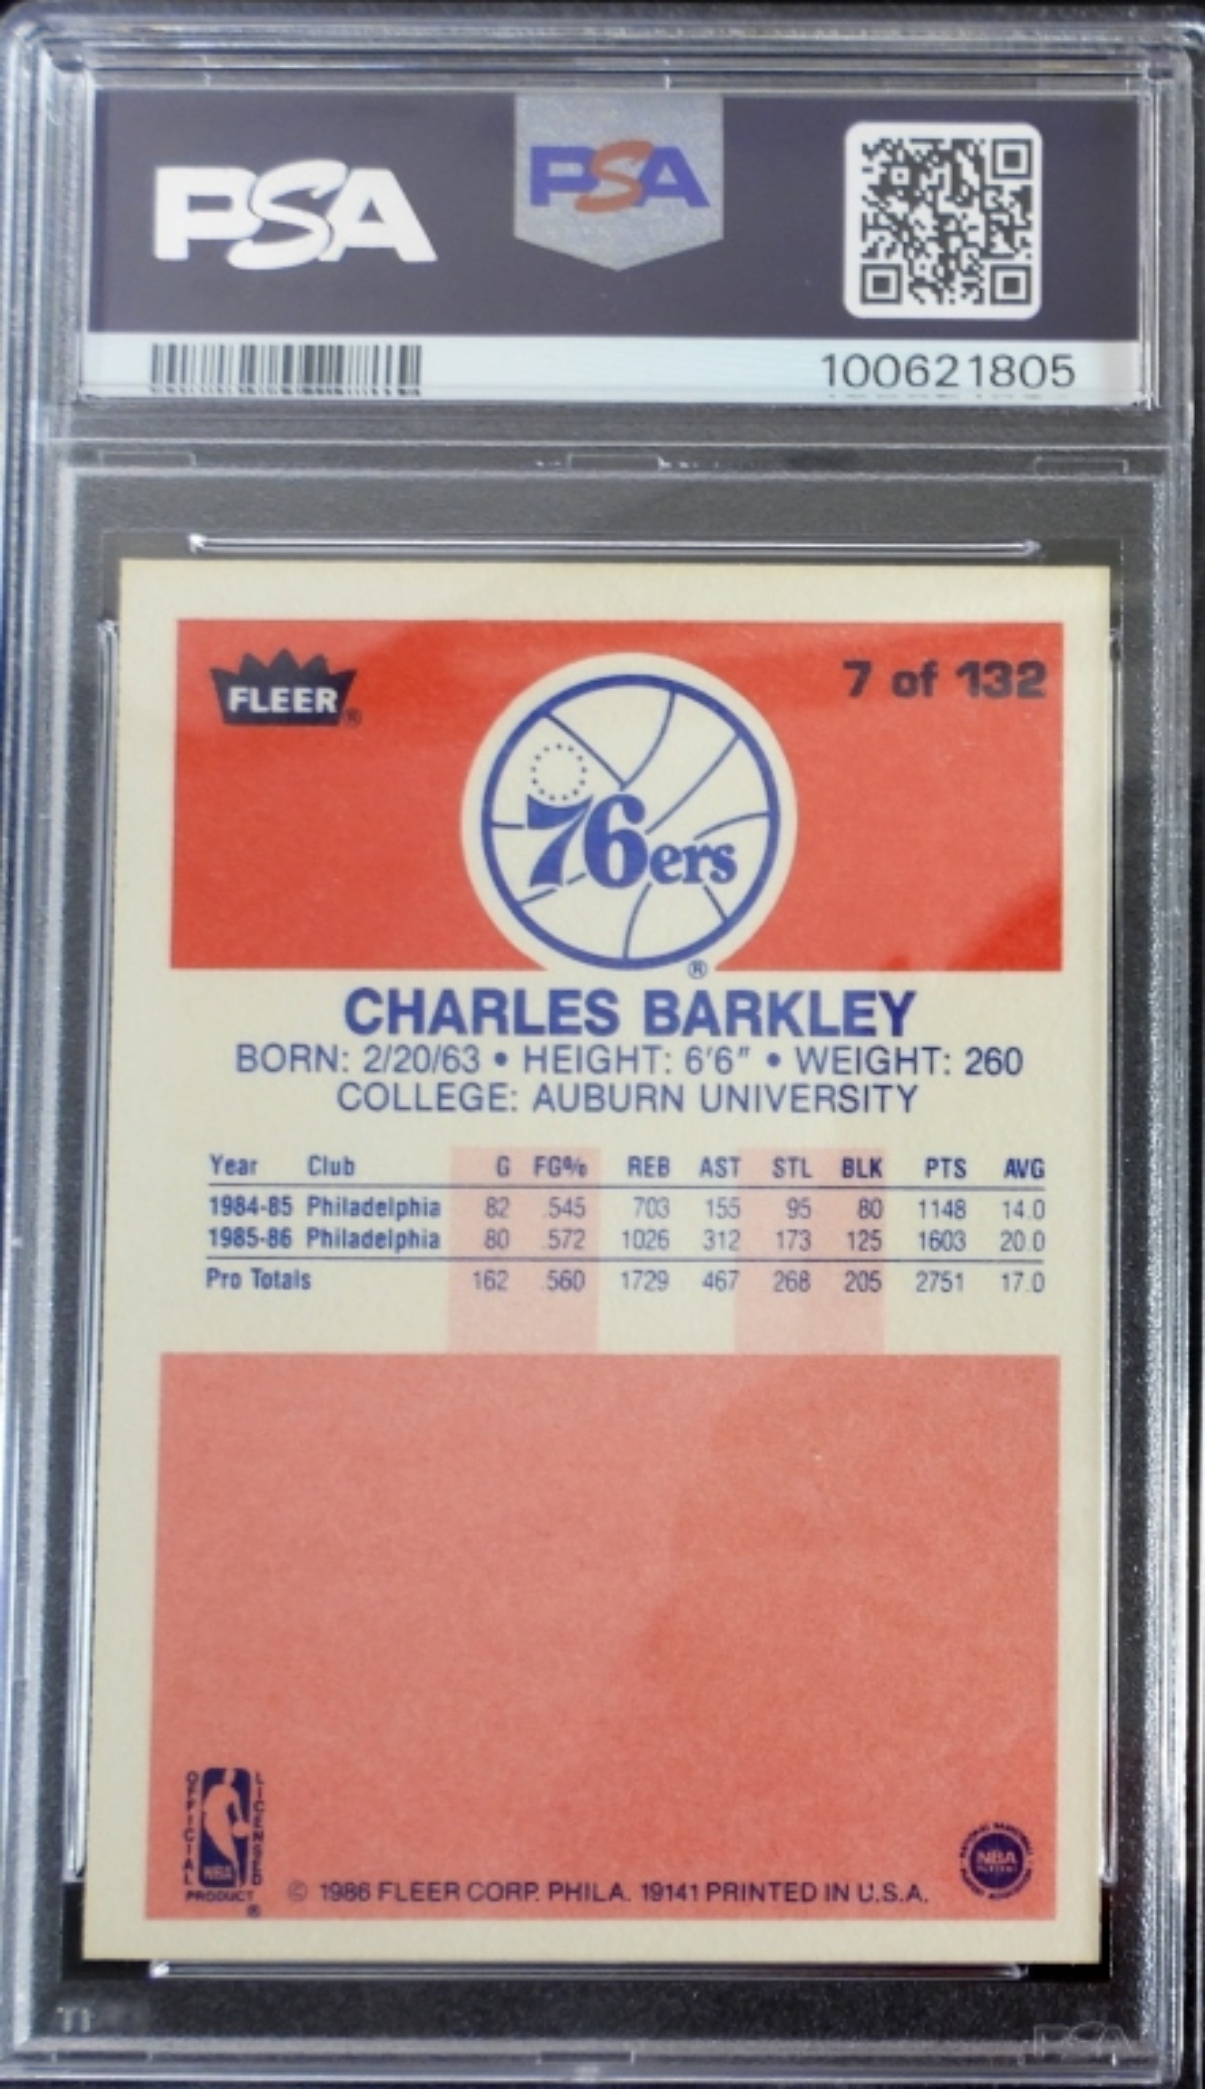 PSA PSA
100621805
FLEER® 7 of 132
76ers
®
CHARLES BARKLEY
BORN: 2/20/63 • HEIGHT: 6'6" • WEIGHT: 260
COLLEGE: AUBURN UNIVERSITY
Year Club G FG% REB AST STL BLK PTS AVG
1984-85 Philadelphia 82 .545 703 155 95 80 1148 14.0
1985-86 Philadelphia 80 .572 1026 312 173 125 1603 20.0
Pro Totals 162 .560 1729 467 268 205 2751 17.0
OFFICIAL NBA LICENSED
PRODUCT ®
© 1986 FLEER CORP. PHILA. 19141 PRINTED IN U.S.A.
NBA
PSA